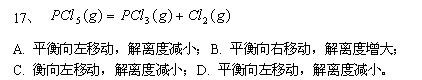 17、 PCl₅(g) = PCl₃(g) + Cl₂(g)
A. 平衡向左移动，解离度减小；B. 平衡向右移动，解离度增大；
C. 衡向左移动，解离度减小；D. 平衡向移动，解离度减小。